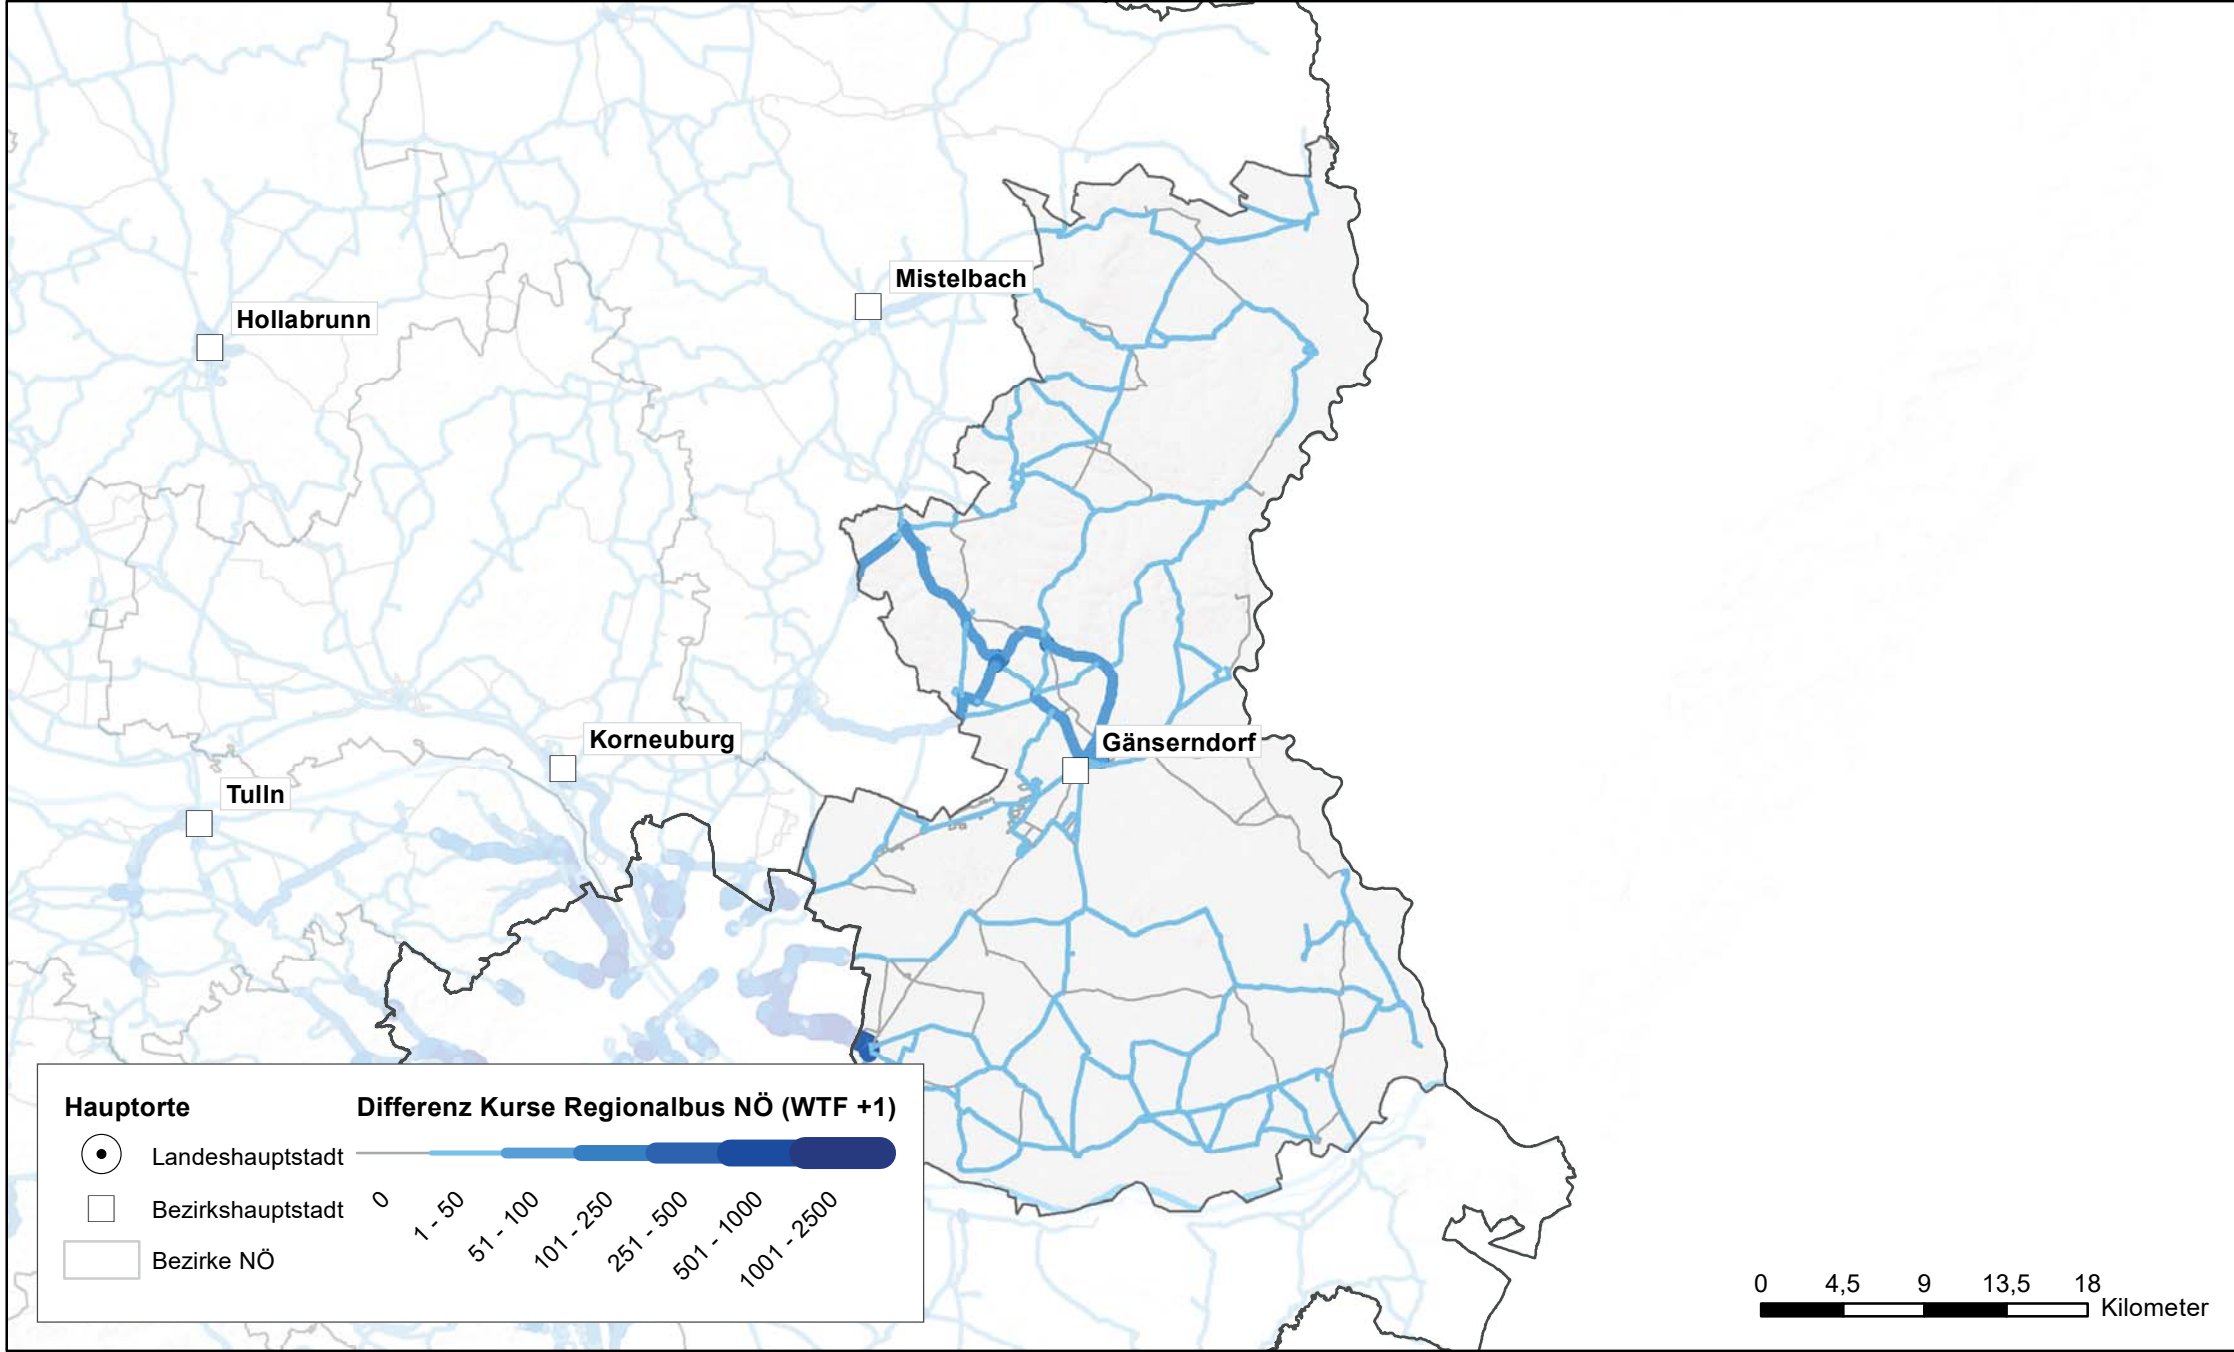 Mistelbach
Hollabrunn
Korneuburg
Gänserndorf
Tulln
Hauptorte
Landeshauptstadt
Bezirkshauptstadt
Bezirke NÖ
Differenz Kurse Regionalbus NÖ (WTF +1)
0
1 - 50
51 - 100
101 - 250
251 - 500
501 - 1000
1001 - 2500
0 4,5 9 13,5 18
Kilometer